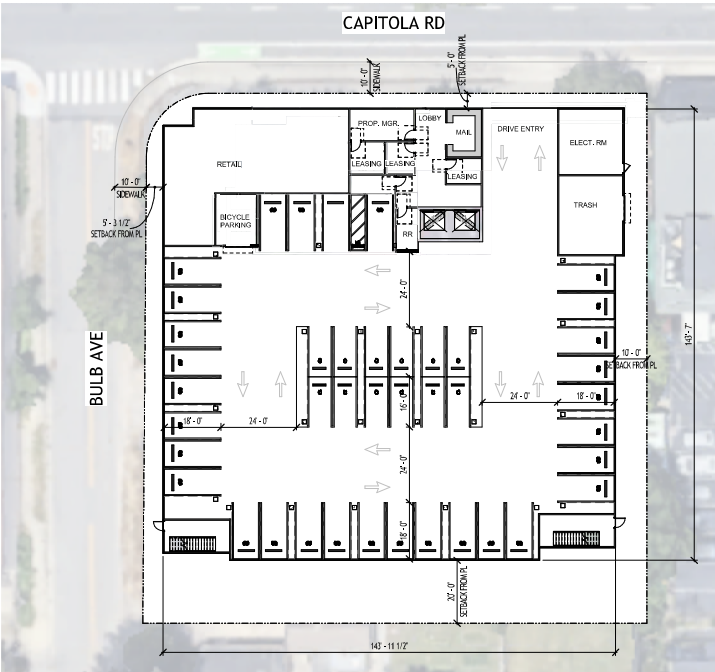 CAPITOLA RD
10' - 0"
SIDEWALK
5' - 0"
SETBACK FROM PL
PROP. MGR.
LOBBY
MAIL
DRIVE ENTRY
ELECT. RM
RETAIL
LEASING
LEASING
LEASING
TRASH
10' - 0"
SIDEWALK
5' - 3 1/2"
SETBACK FROM PL
BICYCLE
PARKING
RR
24' - 0"
143' - 7"
10' - 0"
SETBACK FROM PL
BULB AVE
16' - 0"
18' - 0"
24' - 0"
24' - 0"
18' - 0"
24' - 0"
18' - 0"
20' - 0"
SETBACK FROM PL
143' - 11 1/2"